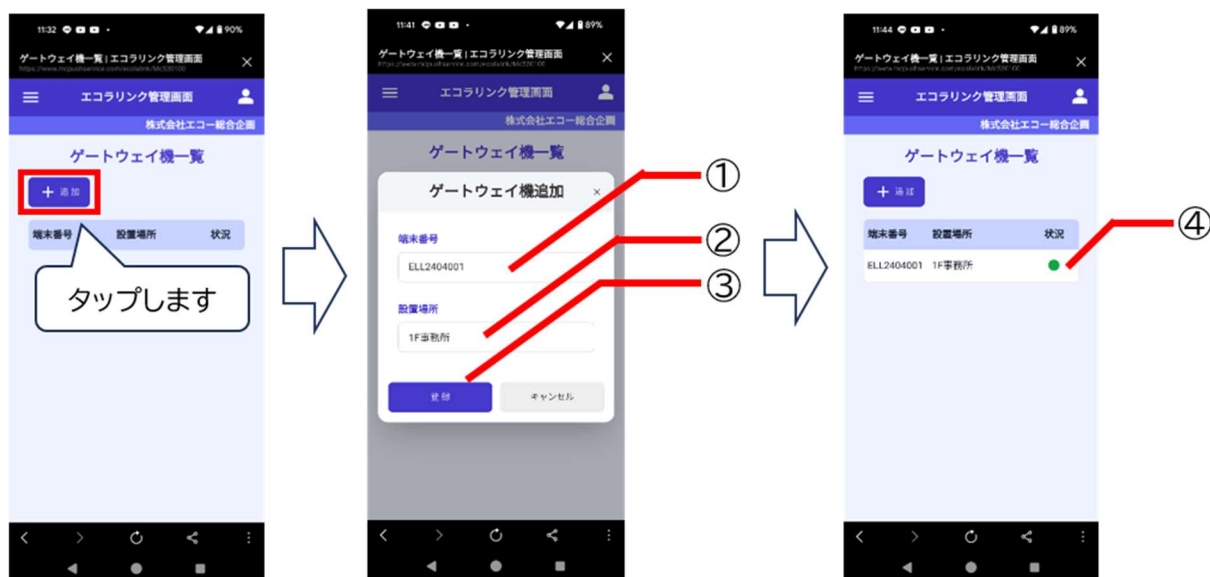 11:32
90%
ゲートウェイ機一覧 | エコラリンク管理画面
エコラリンク管理画面
株式会社エコー総合企画
ゲートウェイ機一覧
+ 追加
端末番号 設置場所 状況
タップします
11:41
89%
ゲートウェイ機一覧 | エコラリンク管理画面
エコラリンク管理画面
株式会社エコー総合企画
ゲートウェイ機一覧
ゲートウェイ機追加 ×
端末番号
ELL2404001
設置場所
1F事務所
登録 キャンセル
①
②
③
11:44
89%
ゲートウェイ機一覧 | エコラリンク管理画面
エコラリンク管理画面
株式会社エコー総合企画
ゲートウェイ機一覧
+ 追加
端末番号 設置場所 状況
ELL2404001 1F事務所
④